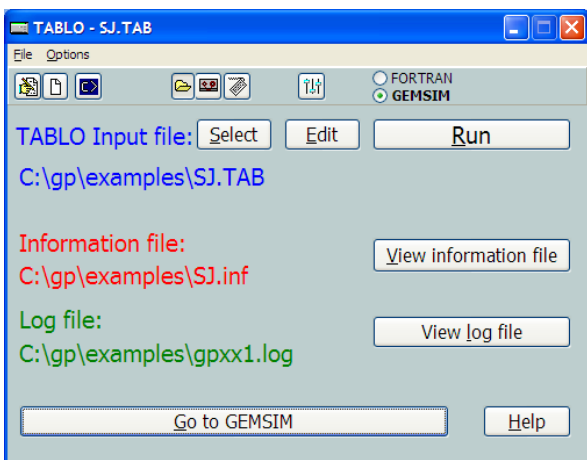 TABLO - SJ.TAB
File Options
FORTRAN
GEMSIM
TABLO Input file: Select Edit Run
C:\gp\examples\SJ.TAB
Information file:
View information file
C:\gp\examples\SJ.inf
Log file:
View log file
C:\gp\examples\gpxx1.log
Go to GEMSIM Help